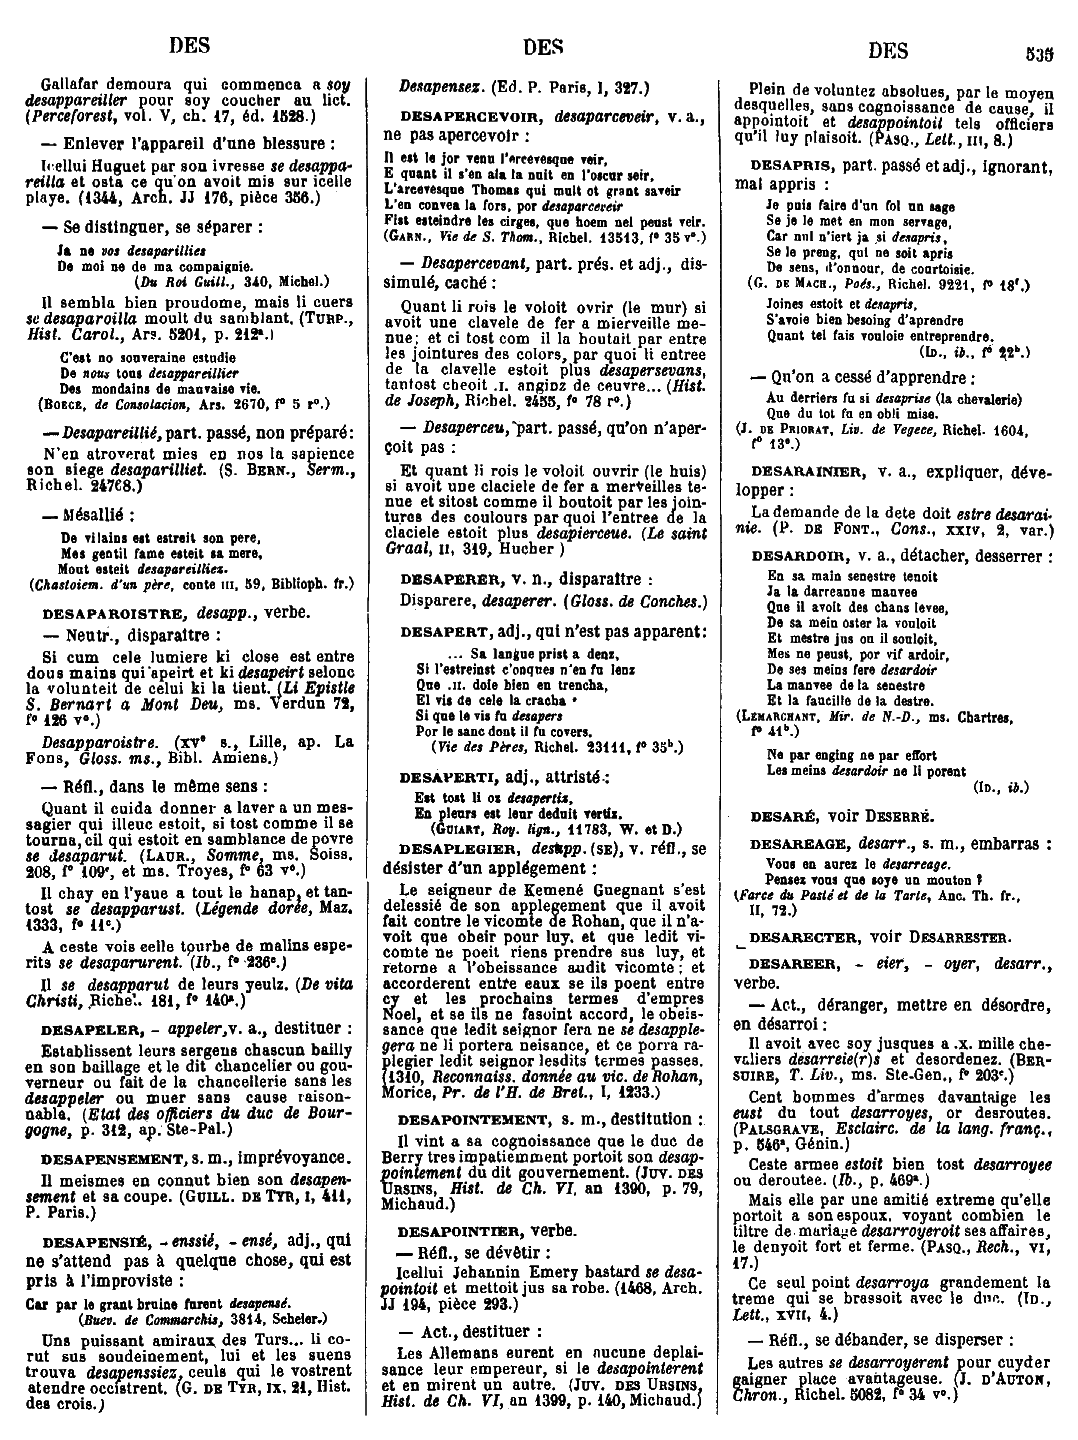 DES
DES
DES
535
Gallafar demoura qui commenca a soy
desappareiller pour soy coucher au lict.
(Perceforest, vol. V, ch. 17, éd. 1528.)
— Enlever l'appareil d'une blessure :
Icellui Huguet par son ivresse se desappa-
reilla et osta ce qu'on avoit mis sur icelle
playe. (1344, Arch. JJ 176, pièce 356.)
— Se distinguer, se séparer :
Ja ne vos desaparillies
De moi ne de ma compaignie.
(Du Roi Guill., 340, Michel.)
Il sembla bien proudome, mais li cuers
se desaparoilla moult du samblant. (TURP.,
Hist. Carol., Ars. 5201, p. 212ª.)
C'est no souveraine estudie
De nous tous desappareillier
Des mondains de mauvaise vie.
(BOECE, de Consolacion, Ars. 2670, f° 5 r°.)
— Desapareillié, part. passé, non préparé :
N'en atroverat mies en nos la sapience
son siege desaparilliet. (S. BERN., Serm.,
Richel. 24768.)
— Mésallié :
De vilains est estreit son pere,
Mes gentil fame esteit sa mere,
Mout esteit desapareilliez.
(Chastoiem. d'un père, conte III, 59, Biblioph. fr.)
DESAPAROISTRE, desapp., verbe.
— Neutr., disparaître :
Si cum cele lumiere ki close est entre
dous mains qui apeirt et ki desapeirt selonc
la volunteit de celui ki la tient. (Li Epistle
S. Bernart a Mont Deu, ms. Verdun 72,
f° 126 v°.)
Desapparoistre. (XVᵉ s., Lille, ap. La
Fons, Gloss. ms., Bibl. Amiens.)
— Réfl., dans le même sens :
Quant il cuida donner a laver a un mes-
sagier qui illeuc estoit, si tost comme il se
tourna, cil qui estoit en samblance de povre
se desaparut. (LAUR., Somme, ms. Soiss.
208, f° 109ʳ, et ms. Troyes, f° 63 v°.)
Il chay en l'yaue a tout le hanap, et tan-
tost se desapparust. (Légende dorée, Maz.
1333, f° 11ᶜ.)
A ceste vois celle tourbe de malins espe-
rits se desaparurent. (Ib., f° 236ᵉ.)
Il se desapparut de leurs yeulz. (De vita
Christi, Richel. 181, f° 140ª.)
DESAPELER, - appeler, v. a., destituer :
Establissent leurs sergens chascun bailly
en son baillage et le dit chancelier ou gou-
verneur ou fait de la chancellerie sans les
desappeler ou muer sans cause raison-
nabla. (Etat des officiers du duc de Bour-
gogne, p. 312, ap. Ste-Pal.)
DESAPENSEMENT, s. m., imprévoyance.
Il meismes en connut bien son desapen-
sement et sa coupe. (GUILL. DE TYR, I, 411,
P. Paris.)
DESAPENSIÉ, - enssié, - ensé, adj., qui
ne s'attend pas à quelque chose, qui est
pris à l'improviste :
Car par le grant bruine furent desapensé.
(Buev. de Commarchis, 3814, Scheler.)
Uns puissant amiraux des Turs... li co-
rut sus soudeinement, lui et les suens
trouva desapenssiez, ceuls qui le vostrent
atendre occistrent. (G. DE TYR, IX, 21, Hist.
des crois.)
Desapensez. (Ed. P. Paris, I, 327.)
DESAPERCEVOIR, desaparceveir, v. a.,
ne pas apercevoir :
Il est le jor venu l'arcevesque veir,
E quant il s'en ala la nuit en l'oscur seir,
L'arcevesque Thomas qui mult ot grant saveir
L'en convea la fors, por desaparceveir
Fist esteindre les cirges, que hoem nel peust veir.
(GARN., Vie de S. Thom., Richel. 13513, f° 35 v°.)
— Desapercevant, part. prés. et adj., dis-
simulé, caché :
Quant li rois le voloit ovrir (le mur) si
avoit une clavele de fer a mierveille me-
nue; et ci tost com il la boutait par entre
les jointures des colors, par quoi li entree
de la clavelle estoit plus desapersevans,
tantost cheoit .I. anginz de ceuvre... (Hist.
de Joseph, Richel. 2455, f° 78 r°.)
— Desaperceu, part. passé, qu'on n'aper-
çoit pas :
Et quant li rois le voloit ouvrir (le huis)
si avoit une claciele de fer a merveilles te-
nue et sitost comme il boutoit par les join-
tures des coulours par quoi l'entree de la
claciele estoit plus desapierceue. (Le saint
Graal, II, 319, Hucher )
DESAPERER, v. n., disparaître :
Disparere, desaperer. (Gloss. de Conches.)
DESAPERT, adj., qui n'est pas apparent :
... Sa langue prist a denz,
Si l'estreinst c'onques n'en fu lenz
Que .II. doie bien en trencha,
El vis de cele la cracha
Si que le vis fu desapers
Por le sanc dont il fu covers.
(Vie des Pères, Richel. 23111, f° 35ᵇ.)
DESAPERTI, adj., attristé :
Est tost li oz desapertiz,
En pleurs est leur deduit vertiz.
(GUIART, Roy. lign., 11783, W. et D.)
DESAPLEGIER, desapp. (SE), v. réfl., se
désister d'un applégement :
Le seigneur de Kemené Guegnant s'est
delessié de son applegement que il avoit
fait contre le vicomte de Rohan, que il n'a-
voit que obeir pour luy, et que ledit vi-
comte ne poeit riens prendre sus luy, et
retorne a l'obeissance audit vicomte ; et
accorderent entre eaux se ils poent entre
cy et les prochains termes d'empres
Noel, et se ils ne fasoint accord, le obeis-
sance que ledit seignor fera ne se desapple-
gera ne li portera neisance, et ce porra ra-
plegier ledit seignor lesdits termes passes.
(1310, Reconnaiss. donnée au vic. de Rohan,
Morice, Pr. de l'H. de Bret., I, 1233.)
DESAPOINTEMENT, s. m., destitution :
Il vint a sa cognoissance que le duc de
Berry tres impatiemment portoit son desap-
pointement du dit gouvernement. (JUV. DES
URSINS, Hist. de Ch. VI, an 1390, p. 79,
Michaud.)
DESAPOINTIER, verbe.
— Réfl., se dévêtir :
Icellui Jehannin Emery bastard se desa-
pointoit et mettoit jus sa robe. (1468, Arch.
JJ 194, pièce 293.)
— Act., destituer :
Les Allemans eurent en aucune deplai-
sance leur empereur, si le desapointerent
et en mirent un autre. (JUV. DES URSINS,
Hist. de Ch. VI, an 1399, p. 140, Michaud.)
Plein de voluntez absolues, par le moyen
desquelles, sans cognoissance de cause, il
appointoit et desappointoit tels officiers
qu'il luy plaisoit. (PASQ., Lett., III, 8.)
DESAPRIS, part. passé et adj., ignorant,
mal appris :
Je puis faire d'un fol un sage
Se je le met en mon servage,
Car nul n'iert ja si desapris,
Se le preng, qui ne soit apris
De sens, d'onnour, de courtoisie.
(G. DE MACH., Poés., Richel. 9221, f° 18ᶠ.)
Joines estoit et desapris,
S'avoie bien besoing d'aprendre
Quant tel fais vouloie entreprendre.
(ID., ib., f° 22ᵇ.)
— Qu'on a cessé d'apprendre :
Au derriers fu si desaprise (la chevalerie)
Que du tot fu en obli mise.
(J. DE PRIORAT, Liv. de Vegece, Richel. 1604,
f° 13ᵉ.)
DESARAINIER, v. a., expliquer, déve-
lopper :
La demande de la dete doit estre desarai-
nie. (P. DE FONT., Cons., XXIV, 2, var.)
DESARDOIR, v. a., détacher, desserrer :
En sa main senestre tenoit
Ja la darreanne manvee
Que il avoit des chans levee,
De sa mein oster la vouloit
Et mestre jus ou il souloit,
Mes ne peust, por vif ardoir,
De ses meins fere desardoir
La manvee de la senestre
Et la faucille de la destre.
(LEMARCHANT, Mir. de N.-D., ms. Chartres,
f° 41ᵇ.)
Ne par enging ne par effort
Les meins desardoir ne li porent
(ID., ib.)
DESARÉ, voir DESERRÉ.
DESAREAGE, desarr., s. m., embarras :
Vous en aurez le desarreage.
Pensez vous que soye un mouton ?
(Farce du Pasté et de la Tarte, Anc. Th. fr.,
II, 72.)
DESARECTER, voir DESARRESTER.
DESAREER, - eier, - oyer, desarr.,
verbe.
— Act., déranger, mettre en désordre,
en désarroi :
Il avoit avec soy jusques a .X. mille che-
valiers desarreie(r)s et desordenez. (BER-
SUIRE, T. Liv., ms. Ste-Gen., f° 203ᶜ.)
Cent hommes d'armes davantaige les
eust du tout desarroyes, or desroutes.
(PALSGRAVE, Esclairc. de la lang. franç.,
p. 546ª, Génin.)
Ceste armee estoit bien tost desarroyee
ou deroutee. (Ib., p. 469ª.)
Mais elle par une amitié extreme qu'elle
portoit a son espoux, voyant combien le
tiltre de mariage desarroyeroit ses affaires,
le denyoit fort et ferme. (PASQ., Rech., VI,
17.)
Ce seul point desarroya grandement la
treme qui se brassoit avec le duc. (ID.,
Lett., XVII, 4.)
— Réfl., se débander, se disperser :
Les autres se desarroyerent pour cuyder
gaigner place avantageuse. (J. D'AUTON,
Chron., Richel. 5082, f° 34 v°.)